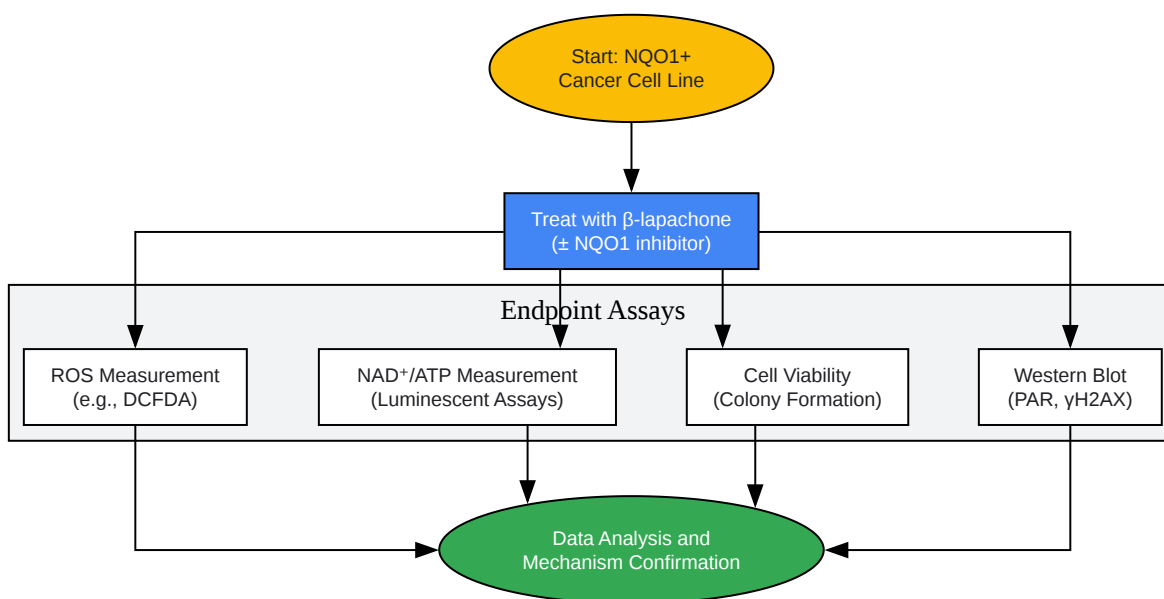 Start: NQO1+
Cancer Cell Line
Treat with β-lapachone
(± NQO1 inhibitor)
Endpoint Assays
ROS Measurement
(e.g., DCFDA)
NAD⁺/ATP Measurement
(Luminescent Assays)
Cell Viability
(Colony Formation)
Western Blot
(PAR, γH2AX)
Data Analysis and
Mechanism Confirmation